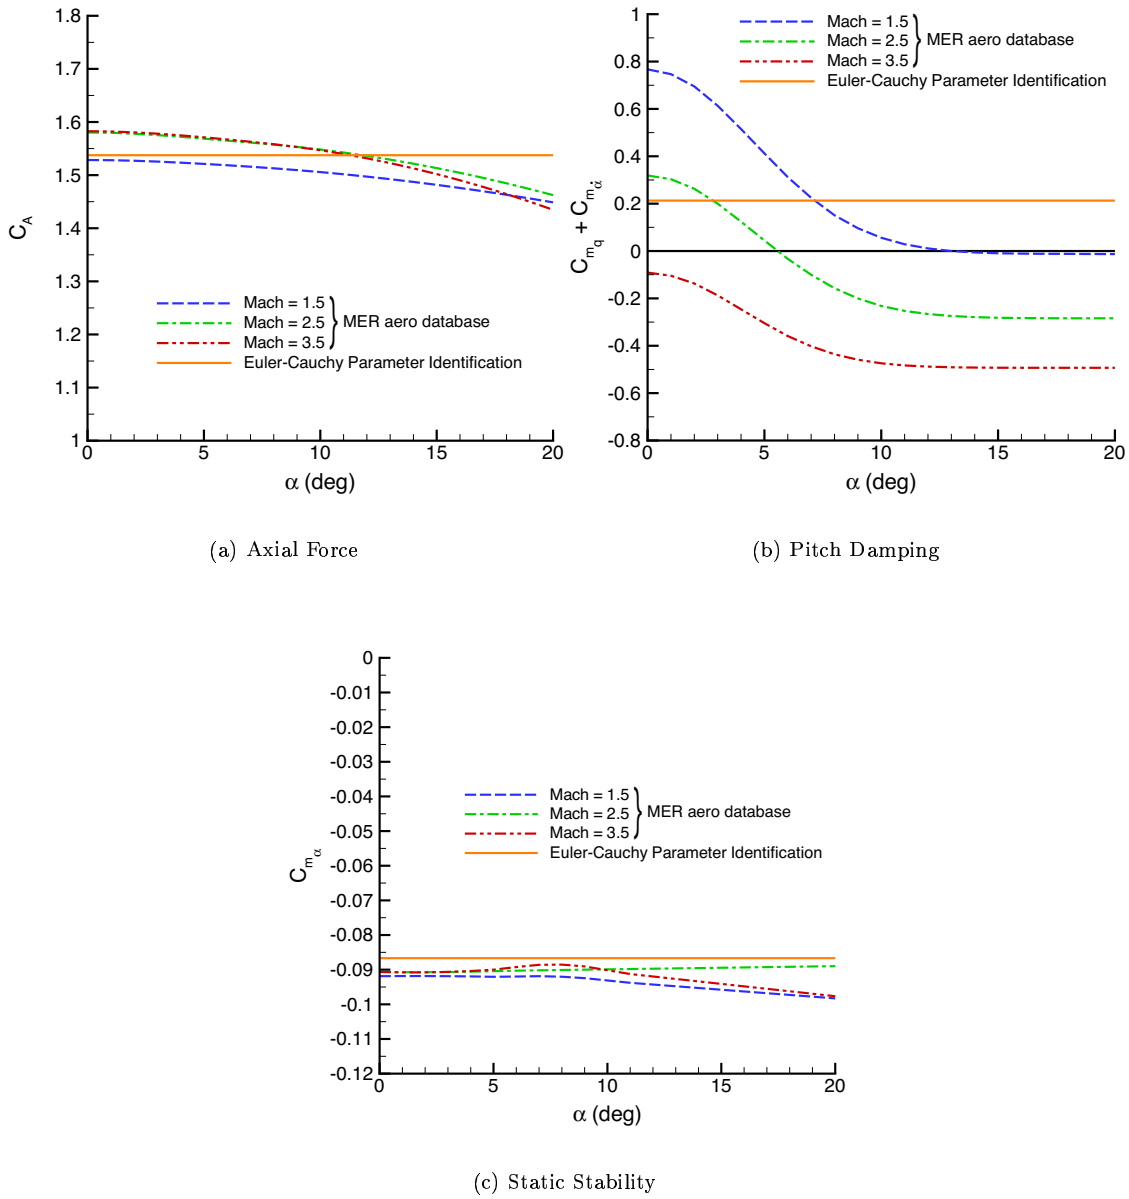 1.8
1.7
1.6
1.5
1.4
1.3
1.2
1.1
1
C_A
Mach = 1.5
Mach = 2.5
Mach = 3.5
MER aero database
Euler-Cauchy Parameter Identification
0 5 10 15 20
α (deg)
(a) Axial Force
1
0.8
0.6
0.4
0.2
0
-0.2
-0.4
-0.6
-0.8
C_{m_q} + C_{m_{α̇}}
Mach = 1.5
Mach = 2.5
Mach = 3.5
MER aero database
Euler-Cauchy Parameter Identification
0 5 10 15 20
α (deg)
(b) Pitch Damping
0
-0.01
-0.02
-0.03
-0.04
-0.05
-0.06
-0.07
-0.08
-0.09
-0.1
-0.11
-0.12
C_{m_α}
Mach = 1.5
Mach = 2.5
Mach = 3.5
MER aero database
Euler-Cauchy Parameter Identification
0 5 10 15 20
α (deg)
(c) Static Stability